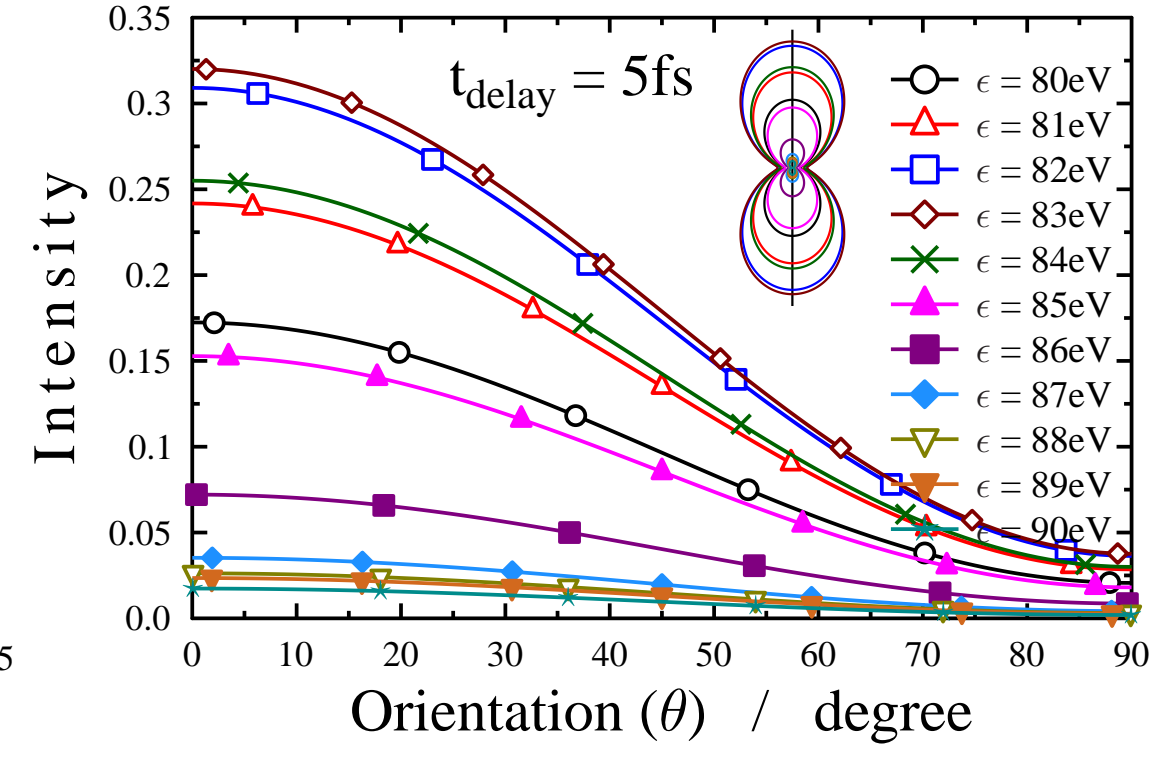 0.35
0.3
0.25
0.2
0.15
0.1
0.05
0.0
Intensity
t_delay = 5fs
ϵ = 80eV
ϵ = 81eV
ϵ = 82eV
ϵ = 83eV
ϵ = 84eV
ϵ = 85eV
ϵ = 86eV
ϵ = 87eV
ϵ = 88eV
ϵ = 89eV
ϵ = 90eV
5
0 10 20 30 40 50 60 70 80 90
Orientation (θ) / degree